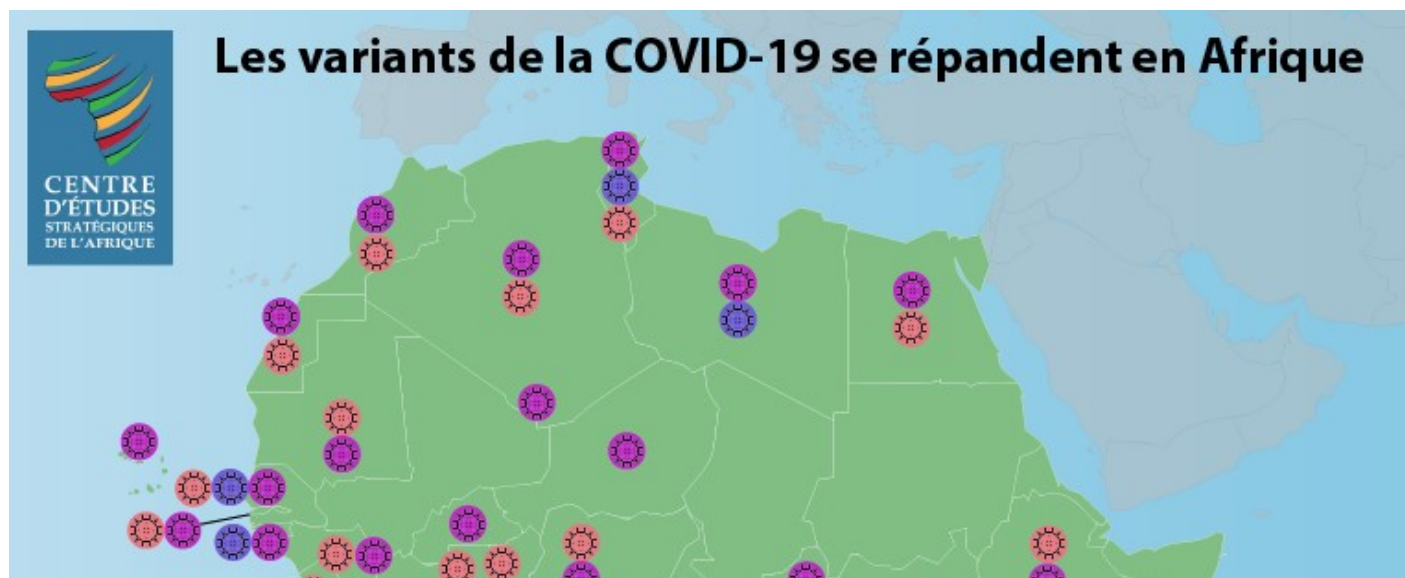 Les variants de la COVID-19 se répandent en Afrique
CENTRE
D'ÉTUDES
STRATÉGIQUES
DE L'AFRIQUE